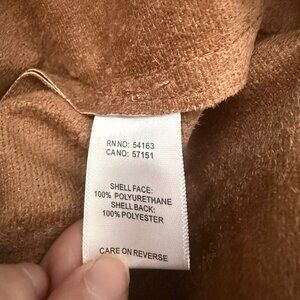 RN NO: 54163
CA NO: 57151
SHELL FACE:
100% POLYURETHANE
SHELL BACK:
100% POLYESTER
CARE ON REVERSE